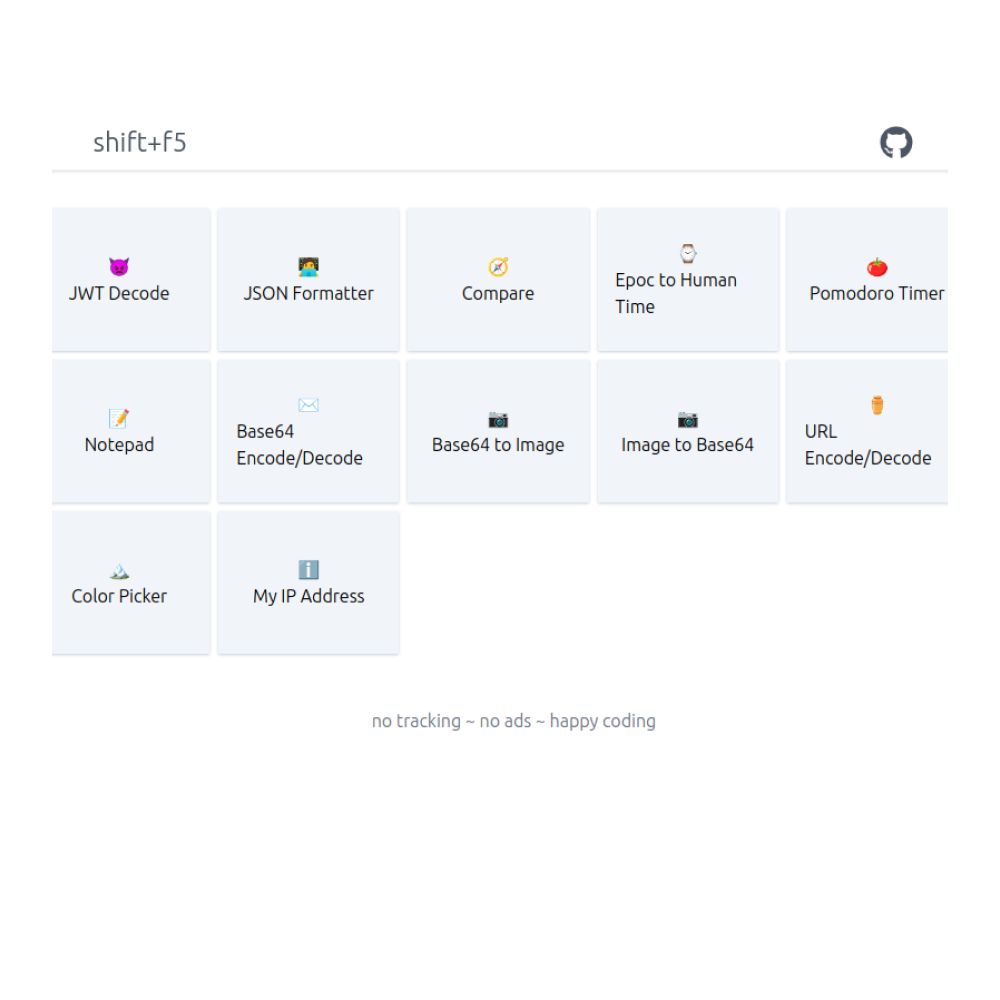 shift+f5
JWT Decode
JSON Formatter
Compare
Epoc to Human
Time
Pomodoro Timer
Notepad
Base64
Encode/Decode
Base64 to Image
Image to Base64
URL
Encode/Decode
Color Picker
My IP Address
no tracking ~ no ads ~ happy coding